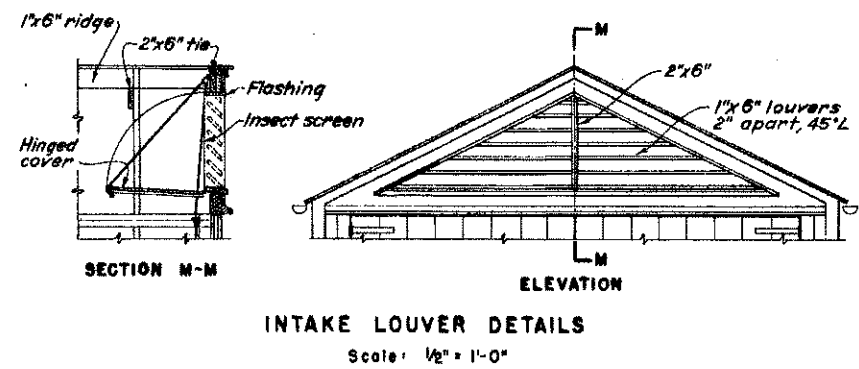 1"x6" ridge
2"x6" tie
Flashing
Insect screen
Hinged
cover
SECTION M-M
M
2"x6"
1"x6" louvers
2" apart, 45°L
M
ELEVATION
INTAKE LOUVER DETAILS
Scale: 1/2" = 1'-0"